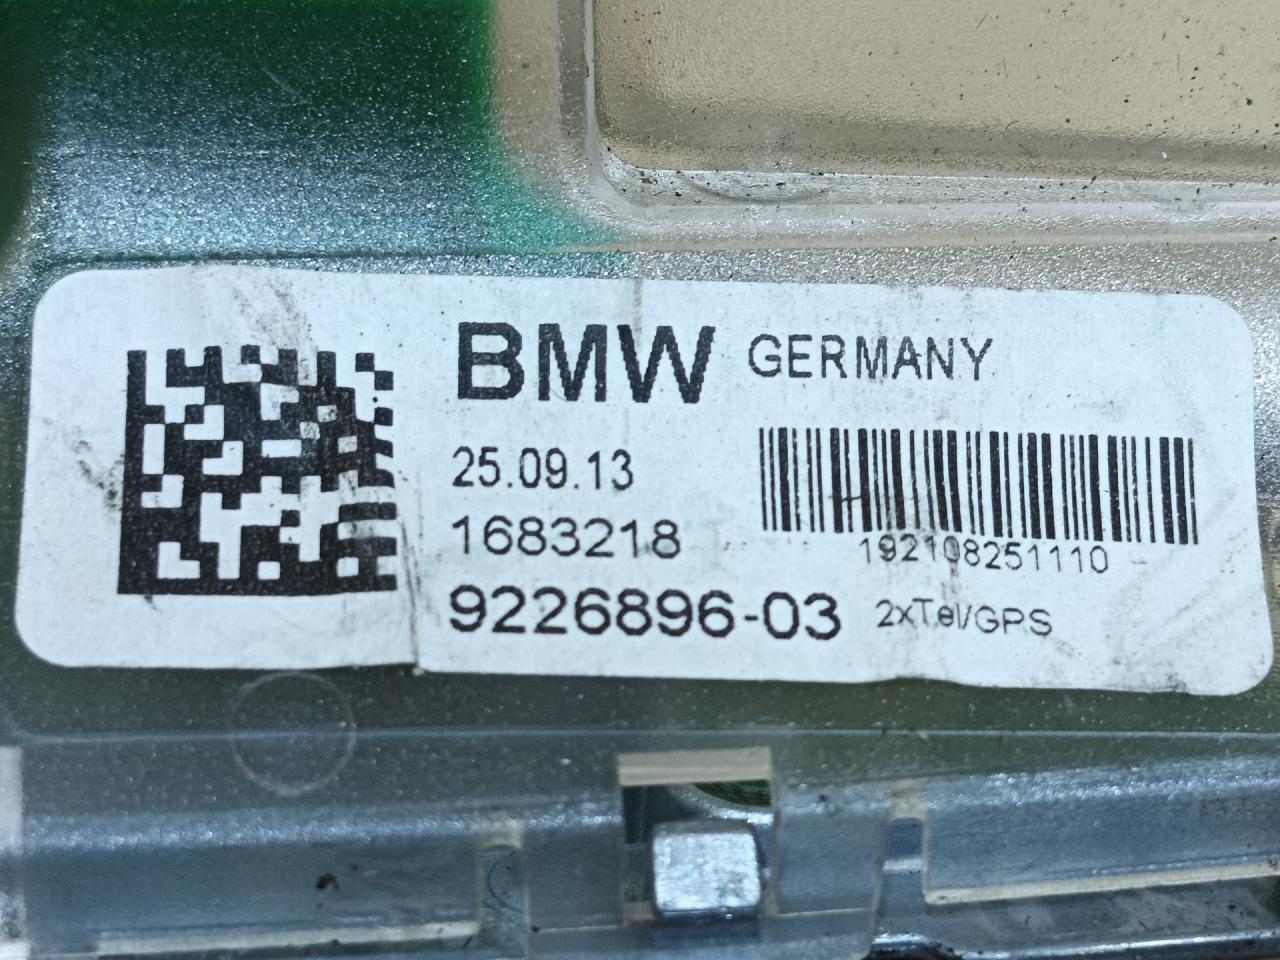 BMW GERMANY
25.09.13
1683218
192108251110
9226896-03 2xTel/GPS